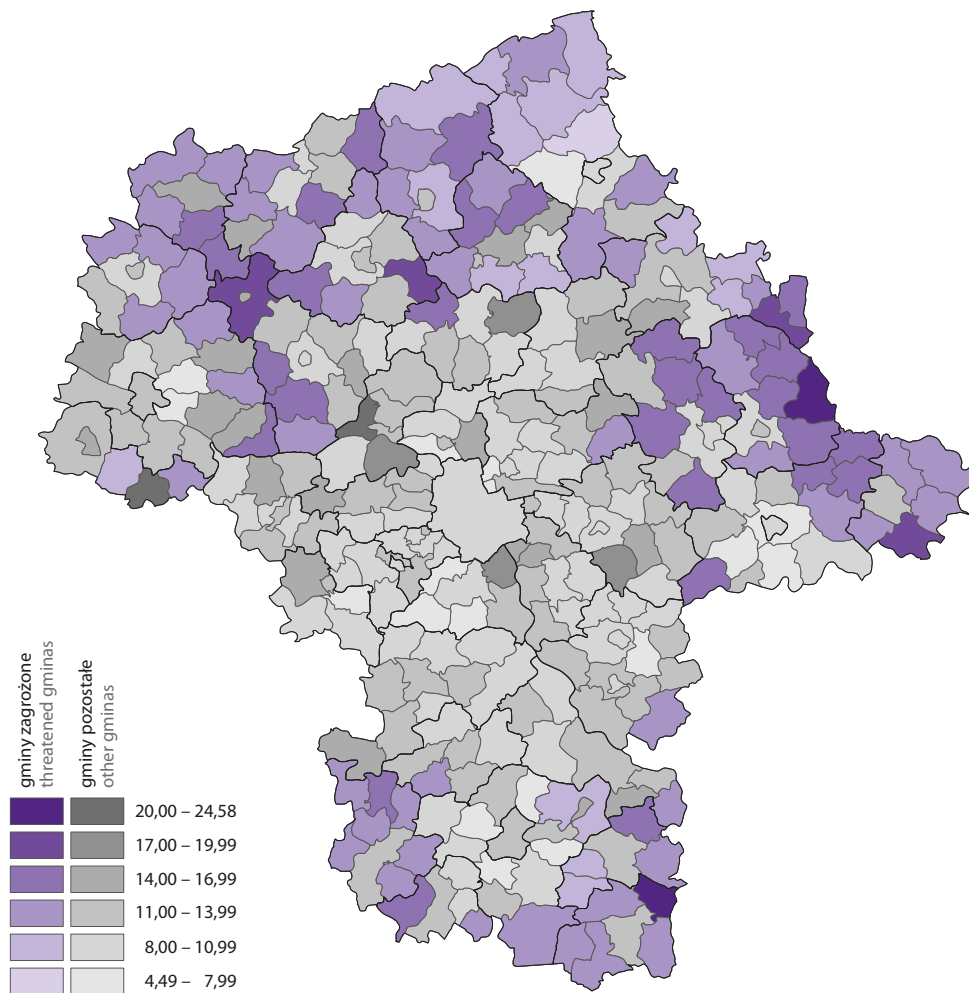 gminy zagrożone
threatened gminas
gminy pozostałe
other gminas
20,00 – 24,58
17,00 – 19,99
14,00 – 16,99
11,00 – 13,99
8,00 – 10,99
4,49 – 7,99